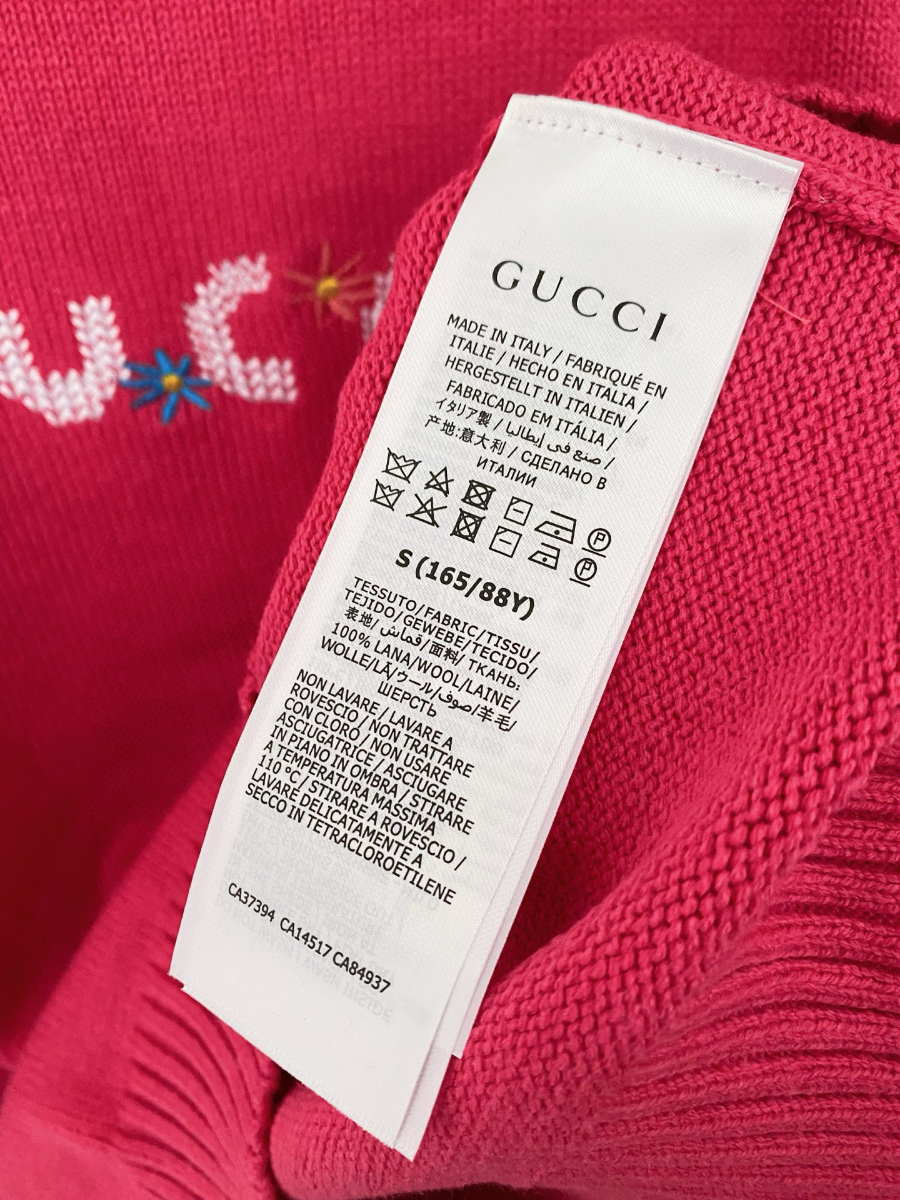 UC
GUCCI
MADE IN ITALY / FABRIQUÉ EN
ITALIE / HECHO EN ITALIA /
HERGESTELLT IN ITALIEN /
FABRICADO EM ITÁLIA /
イタリア製 / صنع في إيطاليا /
产地:意大利 / СДЕЛАНО В
ИТАЛИИ
P
P
S (165/88Y)
TESSUTO/FABRIC/TISSU/
TEJIDO/GEWEBE/TECIDO/
表地/ قماش/面料/ ТКАНЬ:
100% LANA/WOOL/LAINE/
WOLLE/LÃ/ウール/صوف/羊毛/
ШЕРСТЬ
NON LAVARE / LAVARE A
ROVESCIO / NON TRATTARE
CON CLORO / NON USARE
ASCIUGATRICE / ASCIUGARE
IN PIANO IN OMBRA / STIRARE
A TEMPERATURA MASSIMA
110 °C / STIRARE A ROVESCIO /
LAVARE DELICATAMENTE A
SECCO IN TETRACLOROETILENE
CA37394 CA14517 CA84937